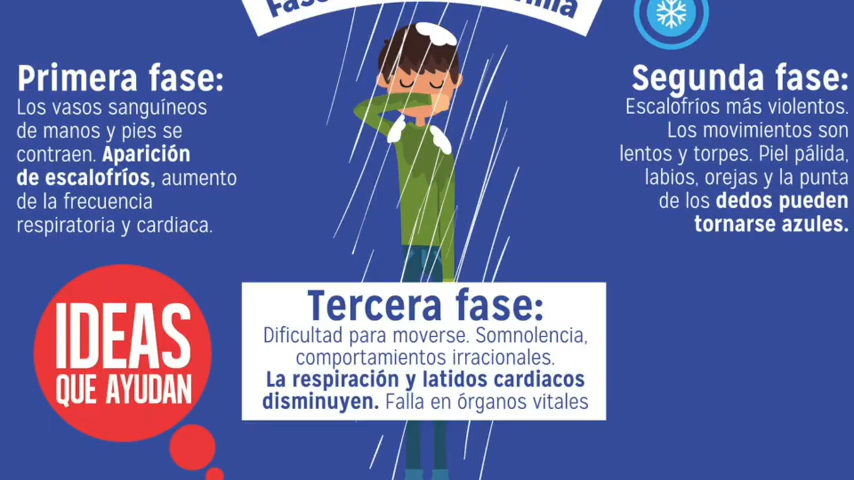 Primera fase:
Los vasos sanguíneos
de manos y pies se
contraen. Aparición
de escalofríos, aumento
de la frecuencia
respiratoria y cardiaca.
Segunda fase:
Escalofríos más violentos.
Los movimientos son
lentos y torpes. Piel pálida,
labios, orejas y la punta
de los dedos pueden
tornarse azules.
Tercera fase:
Dificultad para moverse. Somnolencia,
comportamientos irracionales.
La respiración y latidos cardiacos
disminuyen. Falla en órganos vitales
IDEAS
QUE AYUDAN